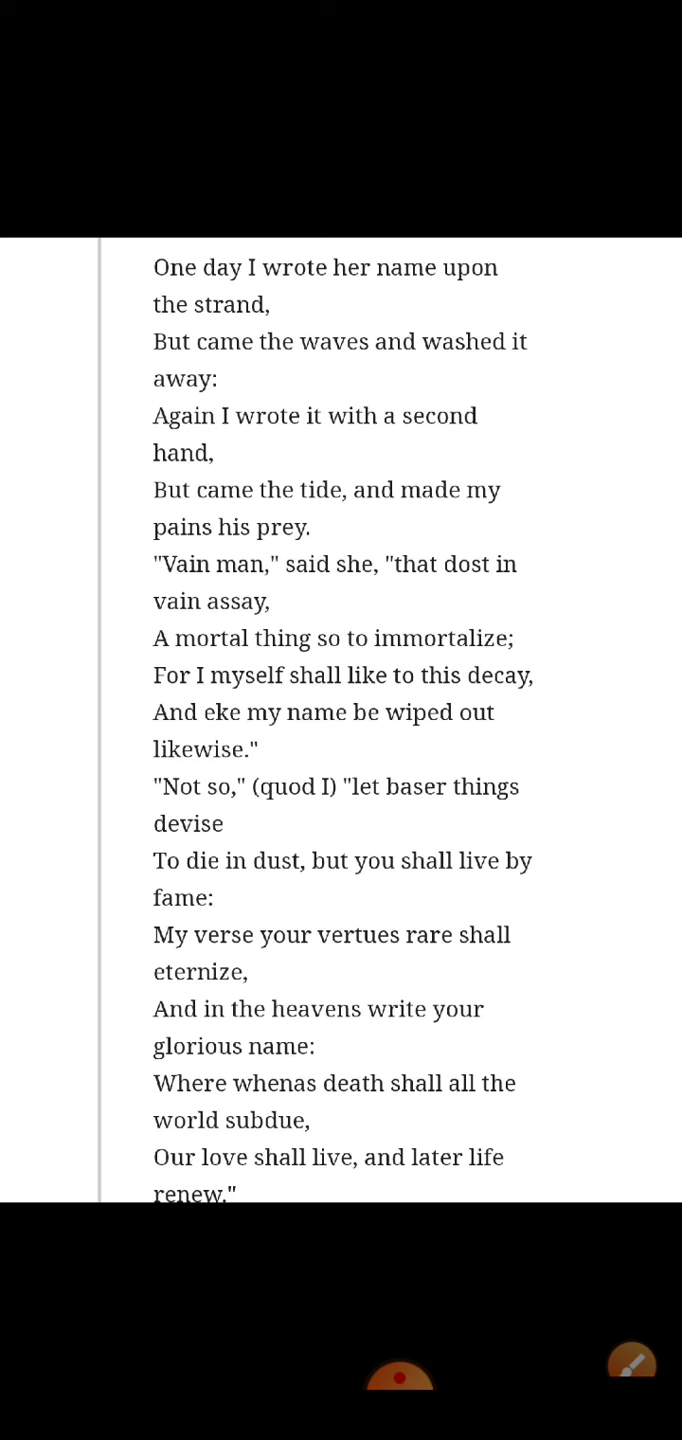 One day I wrote her name upon
the strand,
But came the waves and washed it
away:
Again I wrote it with a second
hand,
But came the tide, and made my
pains his prey.
"Vain man," said she, "that dost in
vain assay,
A mortal thing so to immortalize;
For I myself shall like to this decay,
And eke my name be wiped out
likewise."
"Not so," (quod I) "let baser things
devise
To die in dust, but you shall live by
fame:
My verse your vertues rare shall
eternize,
And in the heavens write your
glorious name:
Where whenas death shall all the
world subdue,
Our love shall live, and later life
renew."